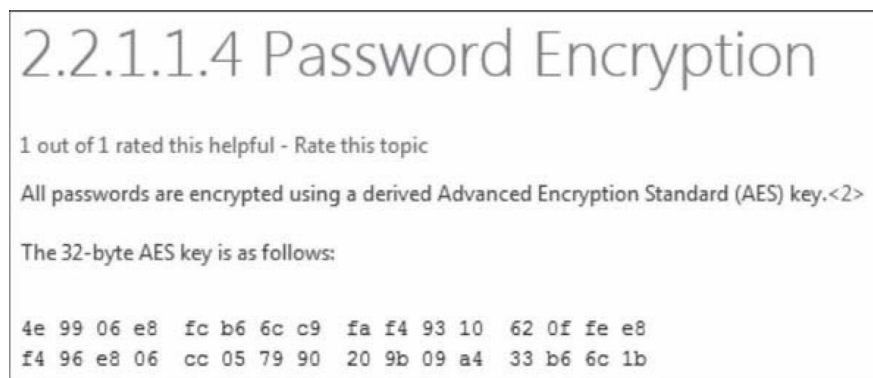 2.2.1.1.4 Password Encryption
1 out of 1 rated this helpful - Rate this topic
All passwords are encrypted using a derived Advanced Encryption Standard (AES) key.<2>
The 32-byte AES key is as follows:
4e 99 06 e8  fc b6 6c c9  fa f4 93 10  62 0f fe e8
f4 96 e8 06  cc 05 79 90  20 9b 09 a4  33 b6 6c 1b